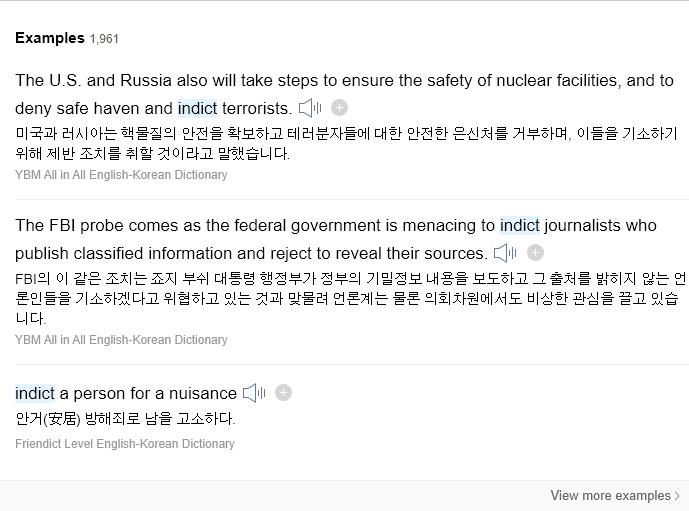 Examples 1,961
The U.S. and Russia also will take steps to ensure the safety of nuclear facilities, and to
deny safe haven and indict terrorists.
미국과 러시아는 핵물질의 안전을 확보하고 테러분자들에 대한 안전한 은신처를 거부하며, 이들을 기소하기
위해 제반 조치를 취할 것이라고 말했습니다.
YBM All in All English-Korean Dictionary
The FBI probe comes as the federal government is menacing to indict journalists who
publish classified information and reject to reveal their sources.
FBI의 이 같은 조치는 죠지 부쉬 대통령 행정부가 정부의 기밀정보 내용을 보도하고 그 출처를 밝히지 않는 언
론인들을 기소하겠다고 위협하고 있는 것과 맞물려 언론계는 물론 의회차원에서도 비상한 관심을 끌고 있습
니다.
YBM All in All English-Korean Dictionary
indict a person for a nuisance
안거(安居) 방해죄로 남을 고소하다.
Friendict Level English-Korean Dictionary
View more examples